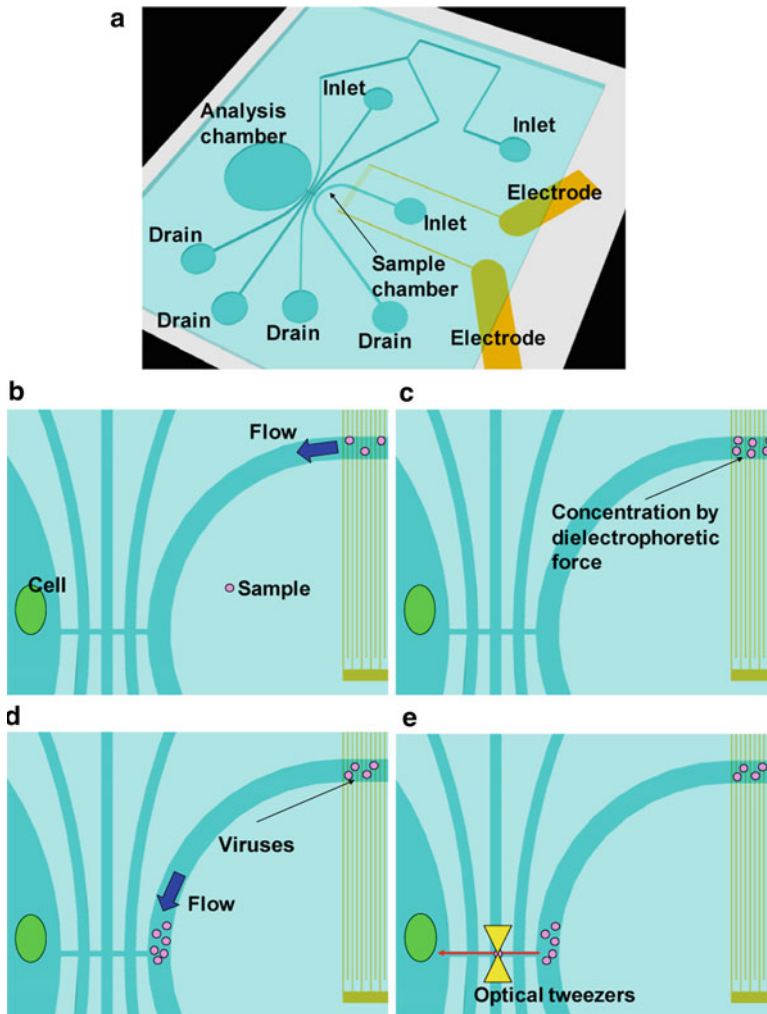 a
Inlet
Analysis
chamber
Inlet
Electrode
Inlet
Drain
Sample
chamber
Drain
Drain
Drain
Electrode
b
Flow
Cell
Sample
c
Concentration by
dielectrophoretic
force
d
Viruses
Flow
e
Optical tweezers